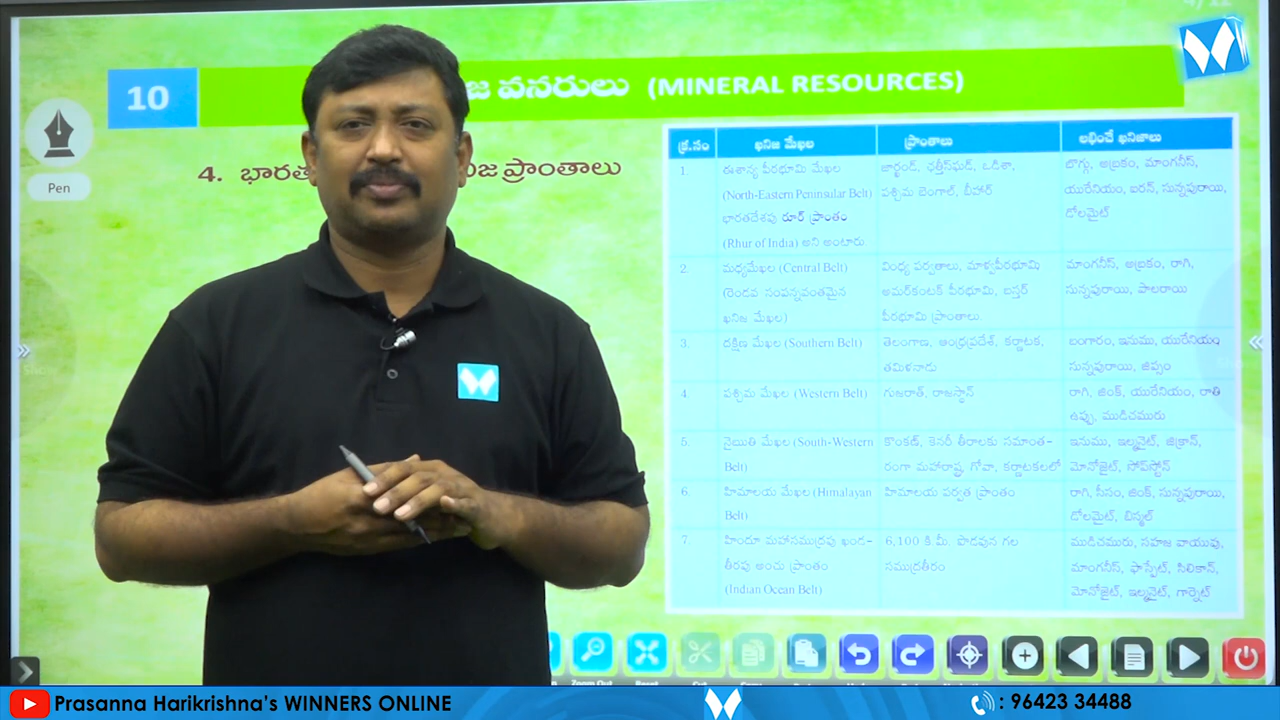 10
వనరులు (MINERAL RESOURCES)
Pen
4. ప్రాంతాలు
క్ర.సం ఖనిజ మేఖల ప్రాంతాలు లభించే ఖనిజాలు
1. ఈశాన్య పీఠభూమి మేఖల జార్ఖండ్, ఛత్తీస్‌ఘడ్, ఒడిశా, బొగ్గు, అబ్రకం, మాంగనీస్,
(North-Eastern Peninsular Belt) పశ్చిమ బెంగాల్, బీహార్ యురేనియం, ఐరన్, సున్నపురాయి,
భారతదేశపు రూర్ ప్రాంతం డోలమైట్
(Rhur of India) అని అంటారు
2. మధ్యమేఖల (Central Belt) వింధ్య పర్వతాలు, మాళ్వపీఠభూమి మాంగనీస్, అబ్రకం, రాగి,
(రెండవ సంపన్నవంతమైన అమర్‌కంటక్ పీఠభూమి, బస్తర్ సున్నపురాయి, పాలరాయి
ఖనిజ మేఖల) పీఠభూమి ప్రాంతాలు.
3. దక్షిణ మేఖల (Southern Belt) తెలంగాణ, ఆంధ్రప్రదేశ్, కర్ణాటక, బంగారం, ఇనుము, యురేనియం,
తమిళనాడు సున్నపురాయి, జిప్సం
4 పశ్చిమ మేఖల (Western Belt) గుజరాత్, రాజస్థాన్ రాగి, జింక్, యురేనియం, రాతి
ఉప్పు, ముడిచమురు
5. నైఋతి మేఖల (South-Western కొంకణ్, కెనరీ తీరాలకు సమాంత- ఇనుము, ఇల్మనైట్, జిక్రాన్,
Belt) రంగా మహారాష్ట్ర, గోవా, కర్ణాటకలలో మోనోజైట్, సోప్‌స్టోన్
6. హిమాలయ మేఖల (Himalayan హిమాలయ పర్వత ప్రాంతం రాగి, సీసం, జింక్, సున్నపురాయి,
Belt) డోలమైట్, బిస్మత్
7. హిందూ మహాసముద్రపు ఖండ- 6,100 కి.మీ. పొడవున గల ముడిచమురు, సహజ వాయువు,
తీరపు అంచు ప్రాంతం సముద్రతీరం మాంగనీస్, ఫాస్ఫేట్, సిలికాన్,
(Indian Ocean Belt) మోనోజైట్, ఇల్మనైట్, గార్నెట్
Prasanna Harikrishna's WINNERS ONLINE
: 96423 34488